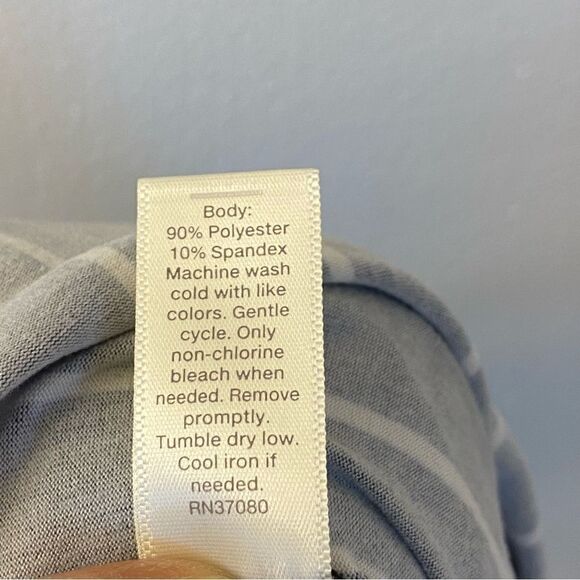 Body:
90% Polyester
10% Spandex
Machine wash
cold with like
colors. Gentle
cycle. Only
non-chlorine
bleach when
needed. Remove
promptly.
Tumble dry low.
Cool iron if
needed.
RN37080